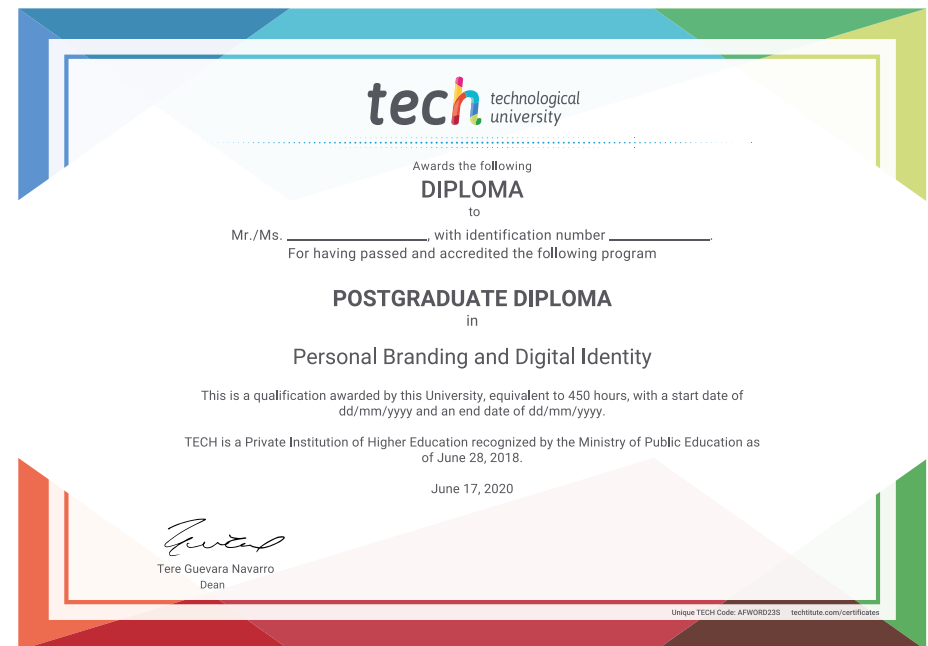 tech technological
university
Awards the following
DIPLOMA
to
Mr./Ms. ____________________, with identification number ______________.
For having passed and accredited the following program
POSTGRADUATE DIPLOMA
in
Personal Branding and Digital Identity
This is a qualification awarded by this University, equivalent to 450 hours, with a start date of
dd/mm/yyyy and an end date of dd/mm/yyyy.
TECH is a Private Institution of Higher Education recognized by the Ministry of Public Education as
of June 28, 2018.
June 17, 2020
Tere Guevara Navarro
Dean
Unique TECH Code: AFWORD23S techtitute.com/certificates